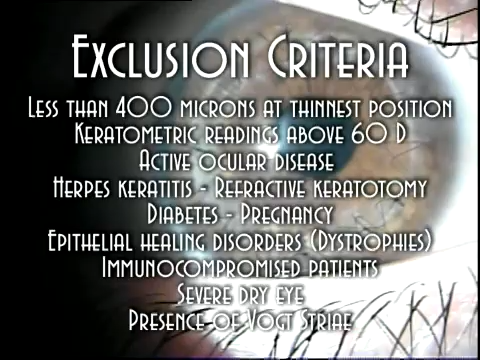 Exclusion Criteria
Less than 400 microns at thinnest position
Keratometric readings above 60 D
Active ocular disease
Herpes keratitis - Refractive keratotomy
Diabetes - Pregnancy
Epithelial healing disorders (Dystrophies)
Immunocompromised patients
Severe dry eye
Presence of Vogt Striae